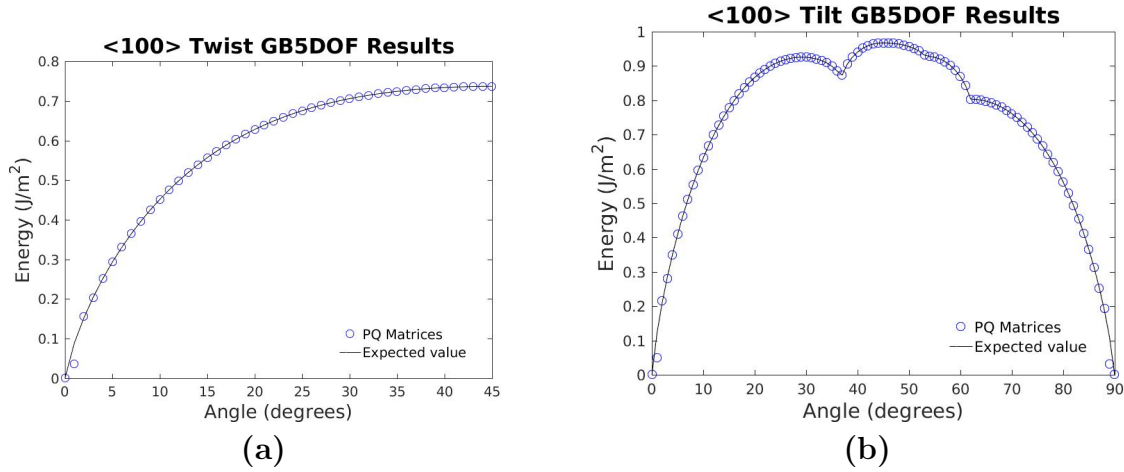 <100> Twist GB5DOF Results
0.8
0.7
0.6
0.5
0.4
0.3
0.2
0.1
0
Energy (J/m²)
PQ Matrices
Expected value
0 5 10 15 20 25 30 35 40 45
Angle (degrees)
(a)
<100> Tilt GB5DOF Results
1
0.9
0.8
0.7
0.6
0.5
0.4
0.3
0.2
0.1
0
Energy (J/m²)
PQ Matrices
Expected value
0 10 20 30 40 50 60 70 80 90
Angle (degrees)
(b)